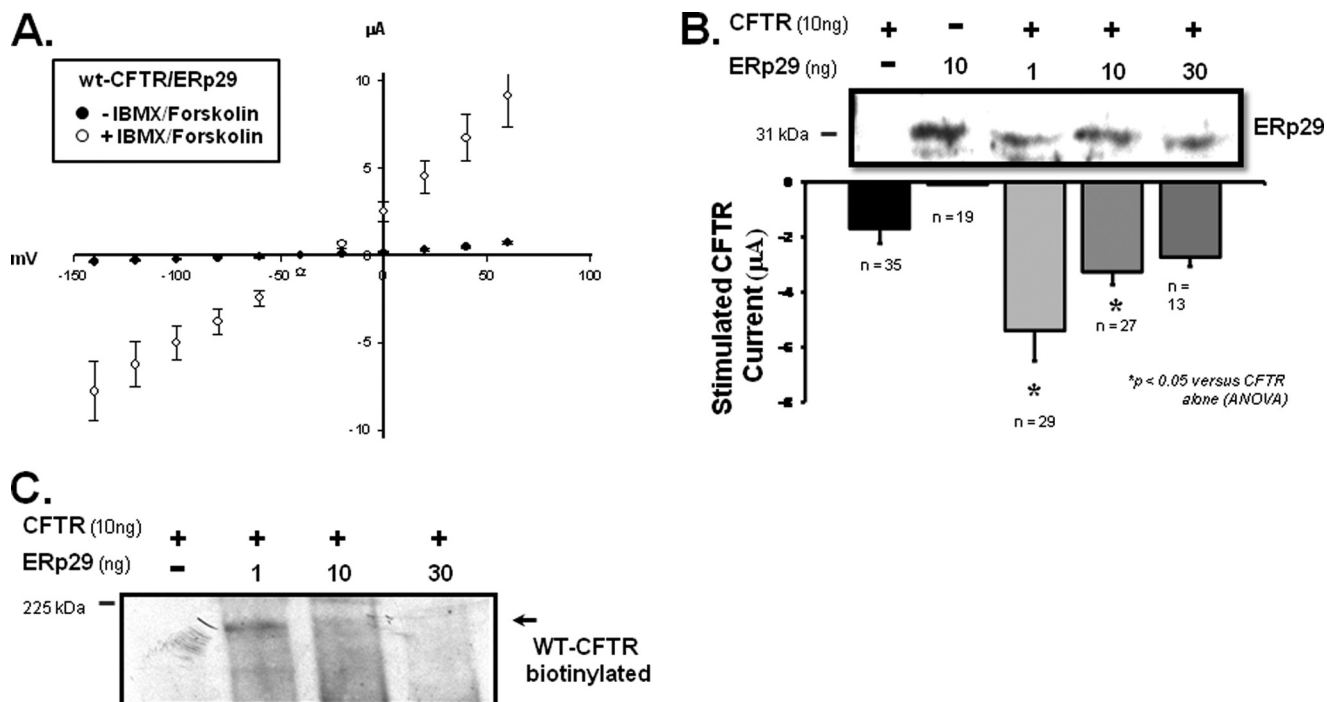 A.
µA
wt-CFTR/ERp29
- IBMX/Forskolin
+ IBMX/Forskolin
10
5
0
-5
-10
mV
-150 -100 -50 0 50 100
B.
CFTR (10ng) + - + + +
ERp29 (ng) - 10 1 10 30
31 kDa
ERp29
Stimulated CFTR
Current (µA)
0
-2
-4
-6
-8
n = 35
n = 19
*
n = 29
*
n = 27
n =
13
*p < 0.05 versus CFTR
alone (ANOVA)
C.
CFTR (10ng) + + + +
ERp29 (ng) - 1 10 30
225 kDa
WT-CFTR
biotinylated